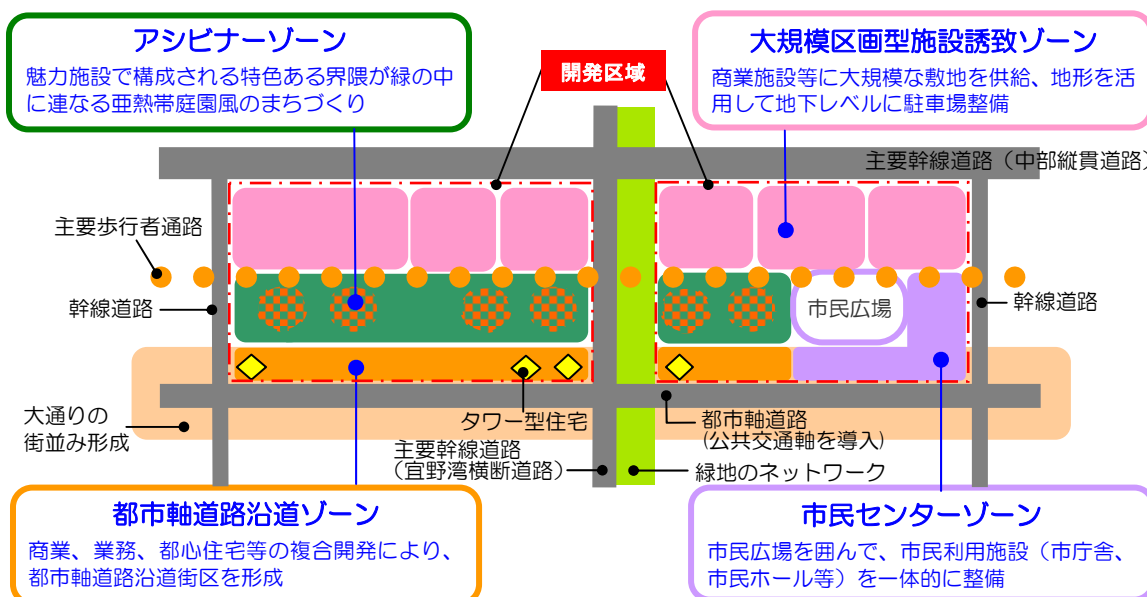 アシビナーゾーン
魅力施設で構成される特色ある界隈が緑の中
に連なる亜熱帯庭園風のまちづくり
開発区域
大規模区画型施設誘致ゾーン
商業施設等に大規模な敷地を供給、地形を活
用して地下レベルに駐車場整備
主要幹線道路（中部縦貫道路）
主要歩行者通路
幹線道路
市民広場
幹線道路
大通りの
街並み形成
タワー型住宅
都市軸道路
(公共交通軸を導入)
主要幹線道路
（宜野湾横断道路）
緑地のネットワーク
都市軸道路沿道ゾーン
商業、業務、都心住宅等の複合開発により、
都市軸道路沿道街区を形成
市民センターゾーン
市民広場を囲んで、市民利用施設（市庁舎、
市民ホール等）を一体的に整備